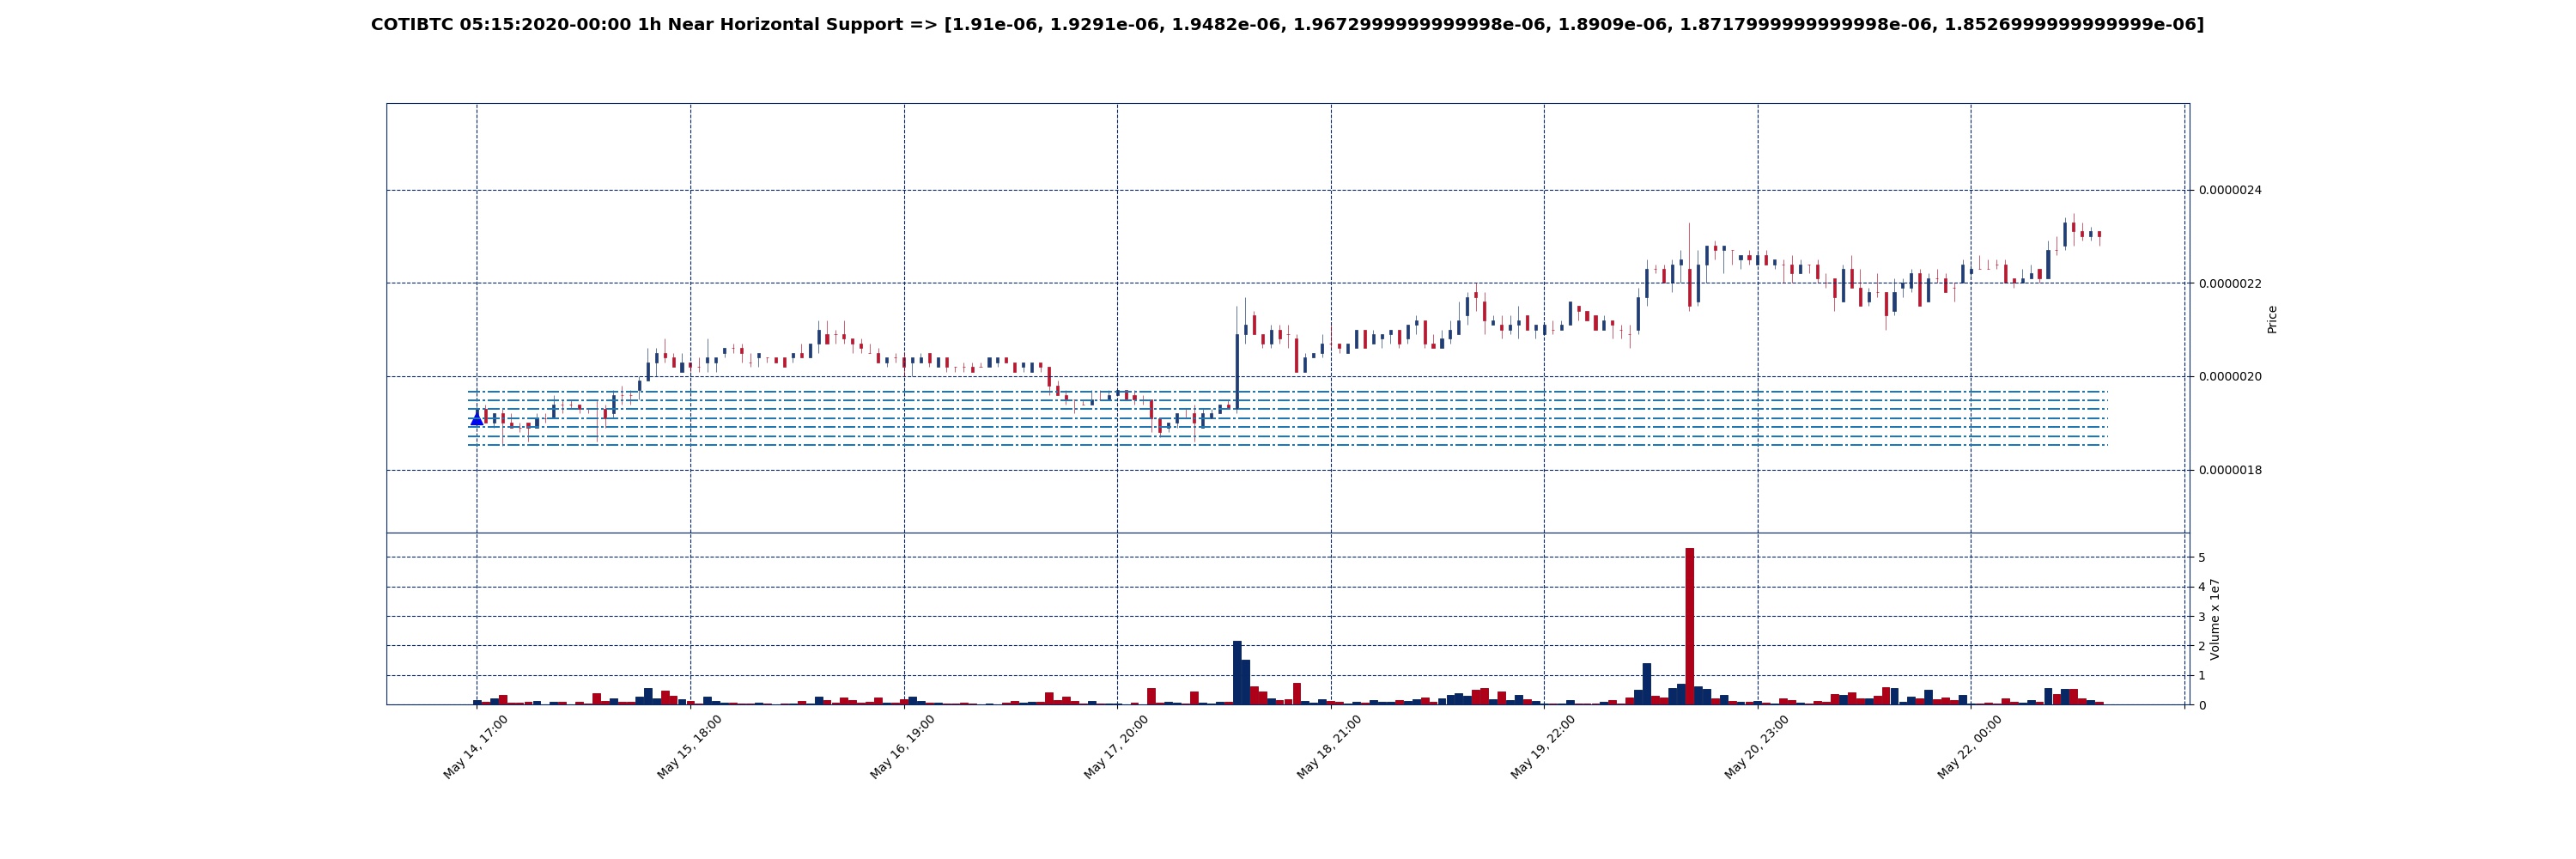 COTIBTC 05:15:2020-00:00 1h Near Horizontal Support => [1.91e-06, 1.9291e-06, 1.9482e-06, 1.9672999999999998e-06, 1.8909e-06, 1.8717999999999998e-06, 1.8526999999999999e-06]
0.0000024
0.0000022
0.0000020
0.0000018
Price
5
4
3
2
1
0
Volume x 1e7
May 14, 17:00
May 15, 18:00
May 16, 19:00
May 17, 20:00
May 18, 21:00
May 19, 22:00
May 20, 23:00
May 22, 00:00